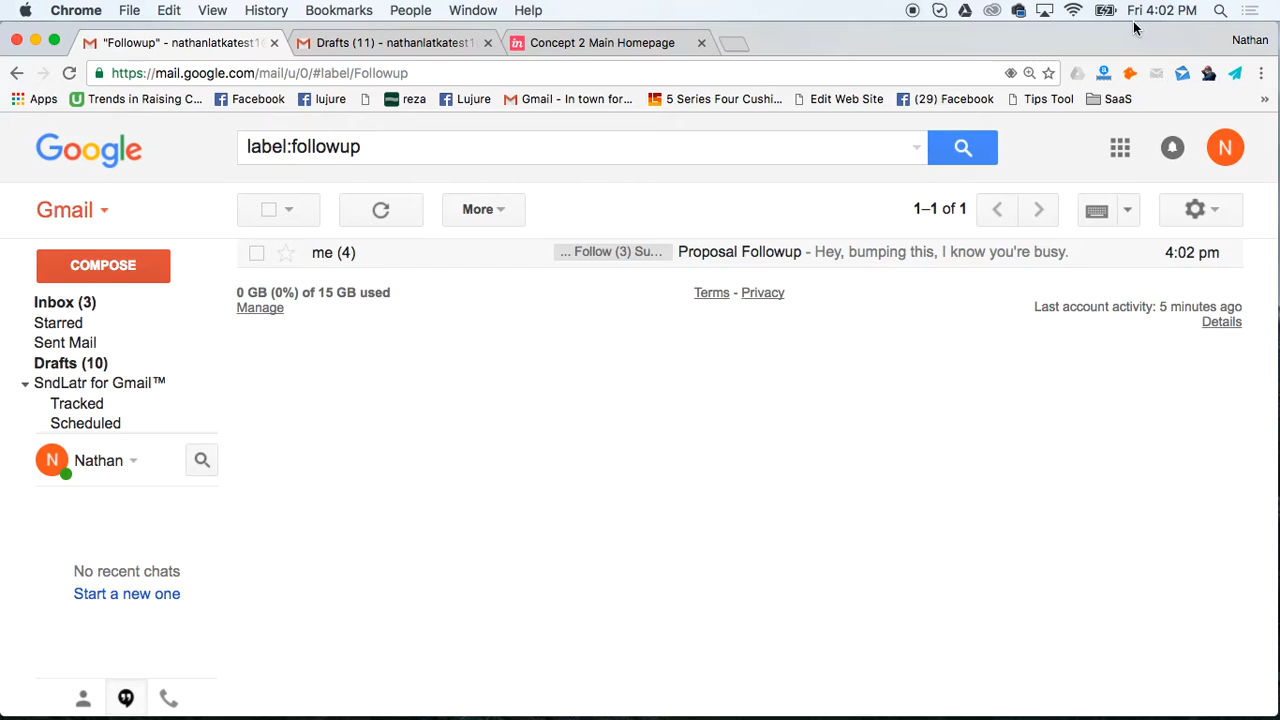 Chrome File Edit View History Bookmarks People Window Help Fri 4:02 PM
"Followup" - nathanlatkatest1 Drafts (11) - nathanlatkatest1 Concept 2 Main Homepage Nathan
https://mail.google.com/mail/u/0/#label/Followup
Apps Trends in Raising C... Facebook lujure reza Lujure Gmail - In town for... 5 Series Four Cushi... Edit Web Site (29) Facebook Tips Tool SaaS »
Google label:followup N
Gmail More 1–1 of 1
COMPOSE
me (4) ... Follow (3) Su... Proposal Followup - Hey, bumping this, I know you're busy. 4:02 pm
0 GB (0%) of 15 GB used
Manage
Terms - Privacy
Last account activity: 5 minutes ago
Details
Inbox (3)
Starred
Sent Mail
Drafts (10)
SndLatr for Gmail™
Tracked
Scheduled
N Nathan
No recent chats
Start a new one